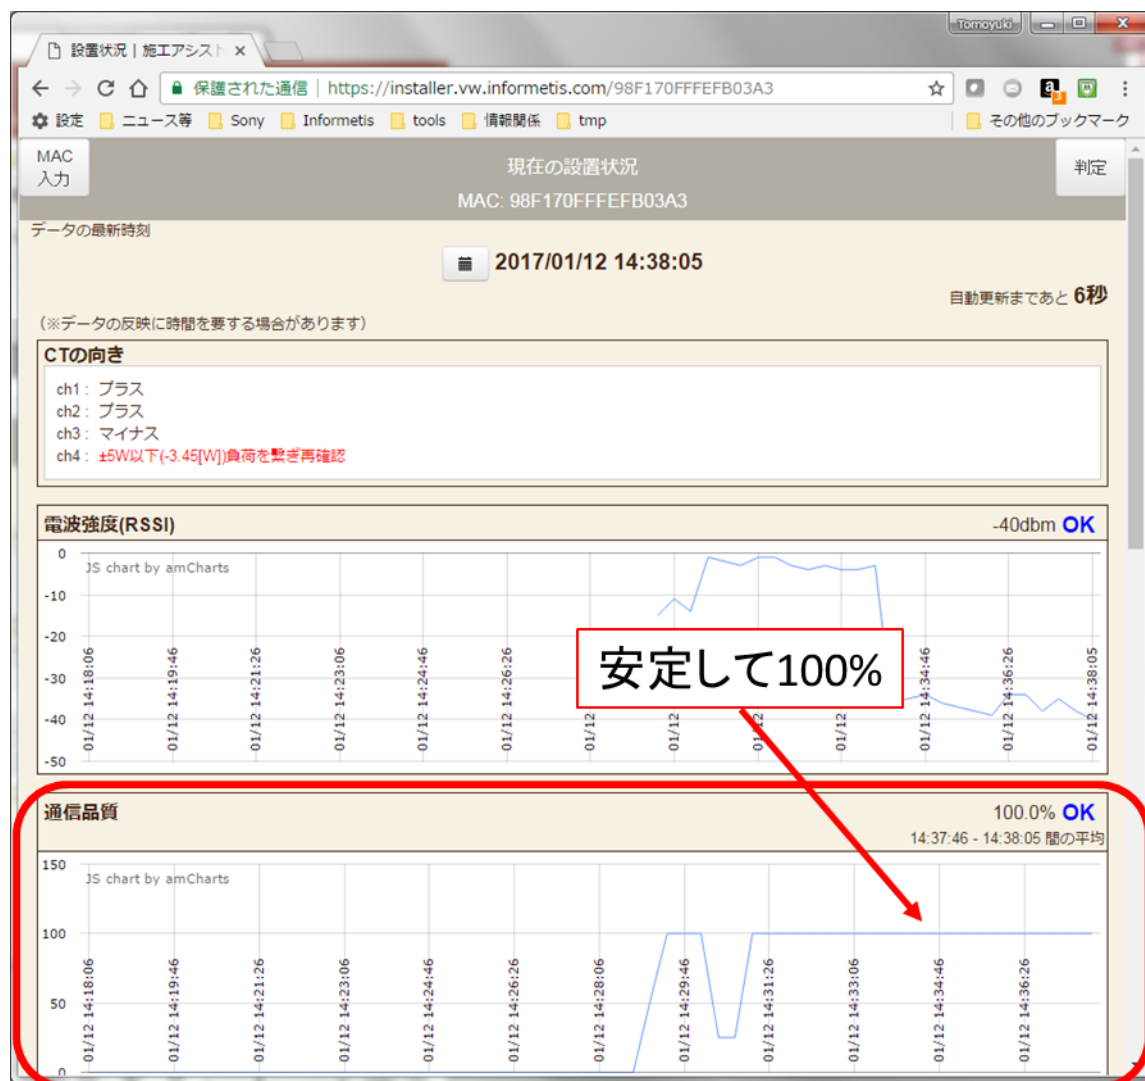 Tomoyuki
設置状況 | 施工アシスト
保護された通信 | https://installer.vw.informetis.com/98F170FFFEFB03A3
設定 ニュース等 Sony Informetis tools 情報関係 tmp その他のブックマーク
MAC
入力
現在の設置状況
判定
MAC: 98F170FFFEFB03A3
データの最新時刻
2017/01/12 14:38:05
自動更新まであと 6秒
(※データの反映に時間を要する場合があります)
CTの向き
ch1 : プラス
ch2 : プラス
ch3 : マイナス
ch4 : ±5W以下(-3.45[W])負荷を繋ぎ再確認
電波強度(RSSI) -40dbm OK
JS chart by amCharts
0
-10
-20
-30
-40
-50
01/12 14:18:06
01/12 14:19:46
01/12 14:21:26
01/12 14:23:06
01/12 14:24:46
01/12 14:26:26
01/12
01/12
01/12
01/12
01/12 14:34:46
01/12 14:36:26
01/12 14:38:05
安定して100%
通信品質 100.0% OK
14:37:46 - 14:38:05 間の平均
JS chart by amCharts
150
100
50
0
01/12 14:18:06
01/12 14:19:46
01/12 14:21:26
01/12 14:23:06
01/12 14:24:46
01/12 14:26:26
01/12 14:28:06
01/12 14:29:46
01/12 14:31:26
01/12 14:33:06
01/12 14:34:46
01/12 14:36:26